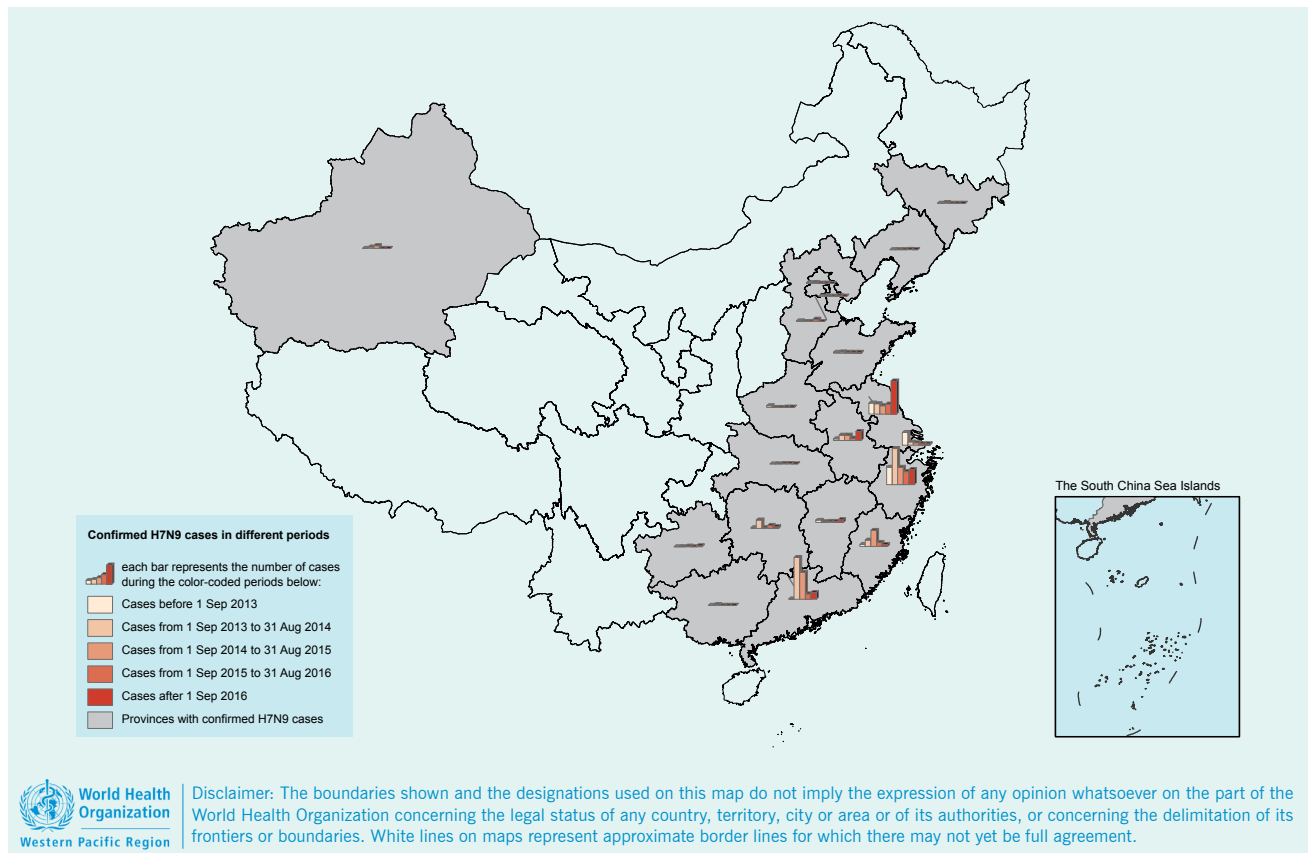 The South China Sea Islands
Confirmed H7N9 cases in different periods
each bar represents the number of cases
during the color-coded periods below:
Cases before 1 Sep 2013
Cases from 1 Sep 2013 to 31 Aug 2014
Cases from 1 Sep 2014 to 31 Aug 2015
Cases from 1 Sep 2015 to 31 Aug 2016
Cases after 1 Sep 2016
Provinces with confirmed H7N9 cases
World Health
Organization
Western Pacific Region
Disclaimer: The boundaries shown and the designations used on this map do not imply the expression of any opinion whatsoever on the part of the
World Health Organization concerning the legal status of any country, territory, city or area or of its authorities, or concerning the delimitation of its
frontiers or boundaries. White lines on maps represent approximate border lines for which there may not yet be full agreement.